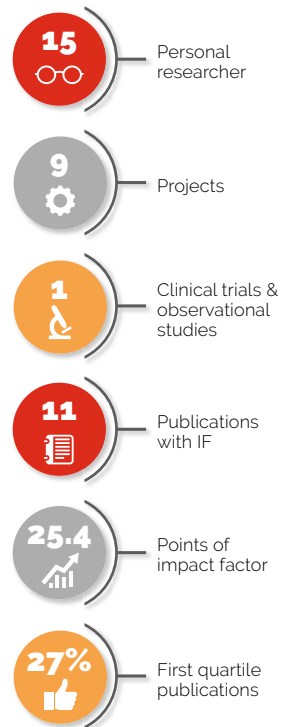 15
Personal
researcher
9
Projects
1
Clinical trials &
observational
studies
11
Publications
with IF
25.4
Points of
impact factor
27%
First quartile
publications